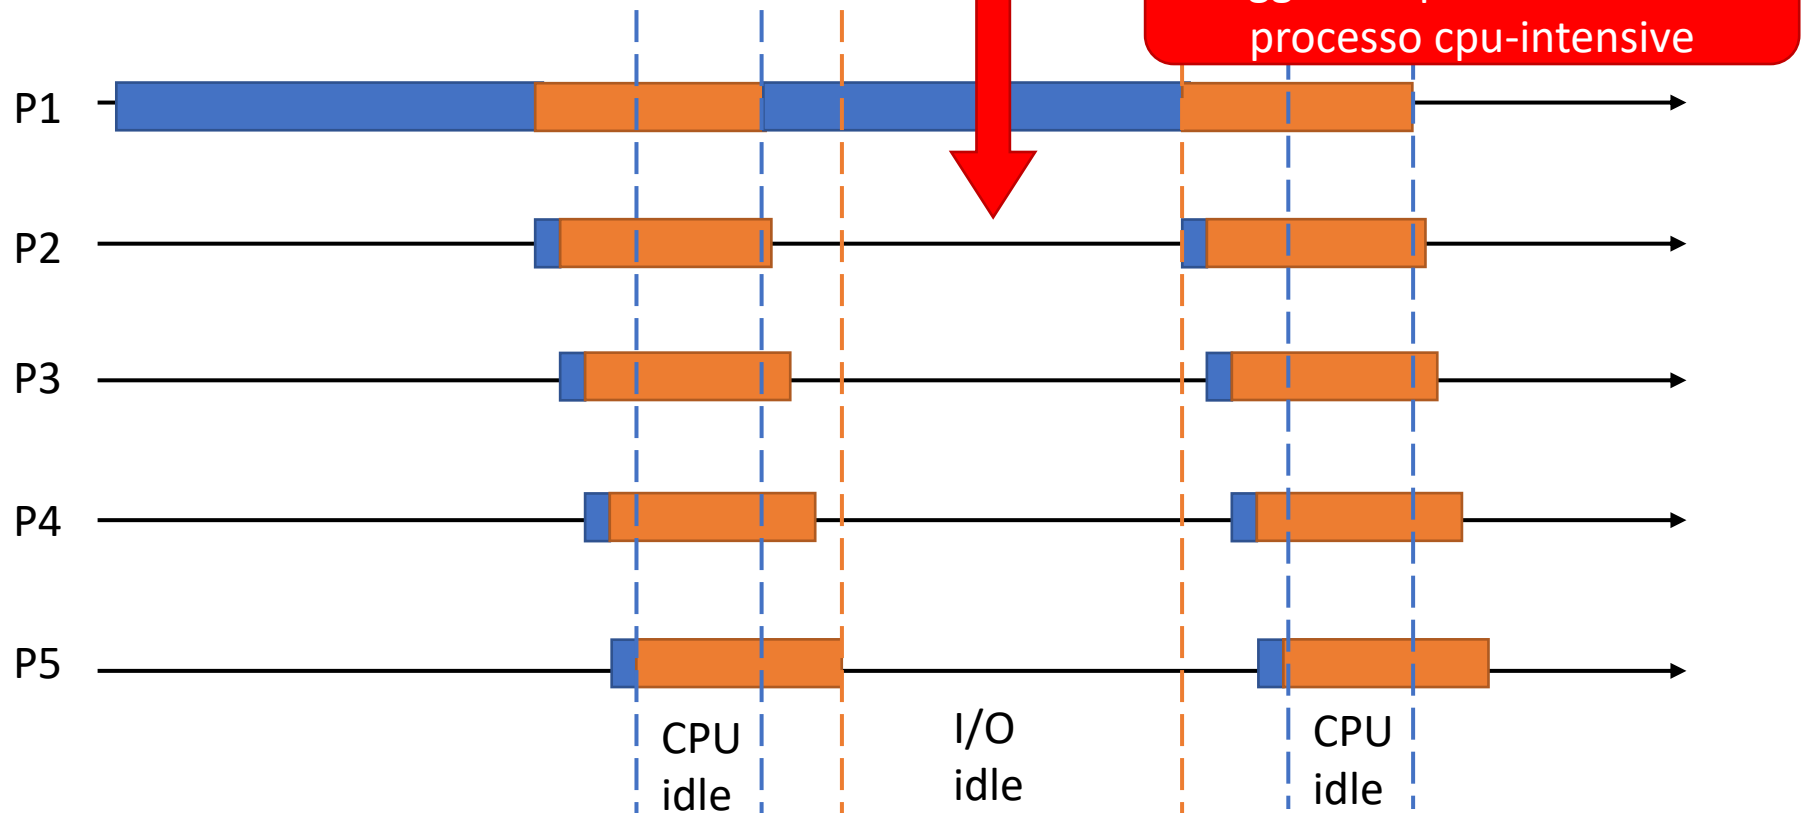 processo cpu-intensive
P1
P2
P3
P4
P5
CPU
idle
I/O
idle
CPU
idle